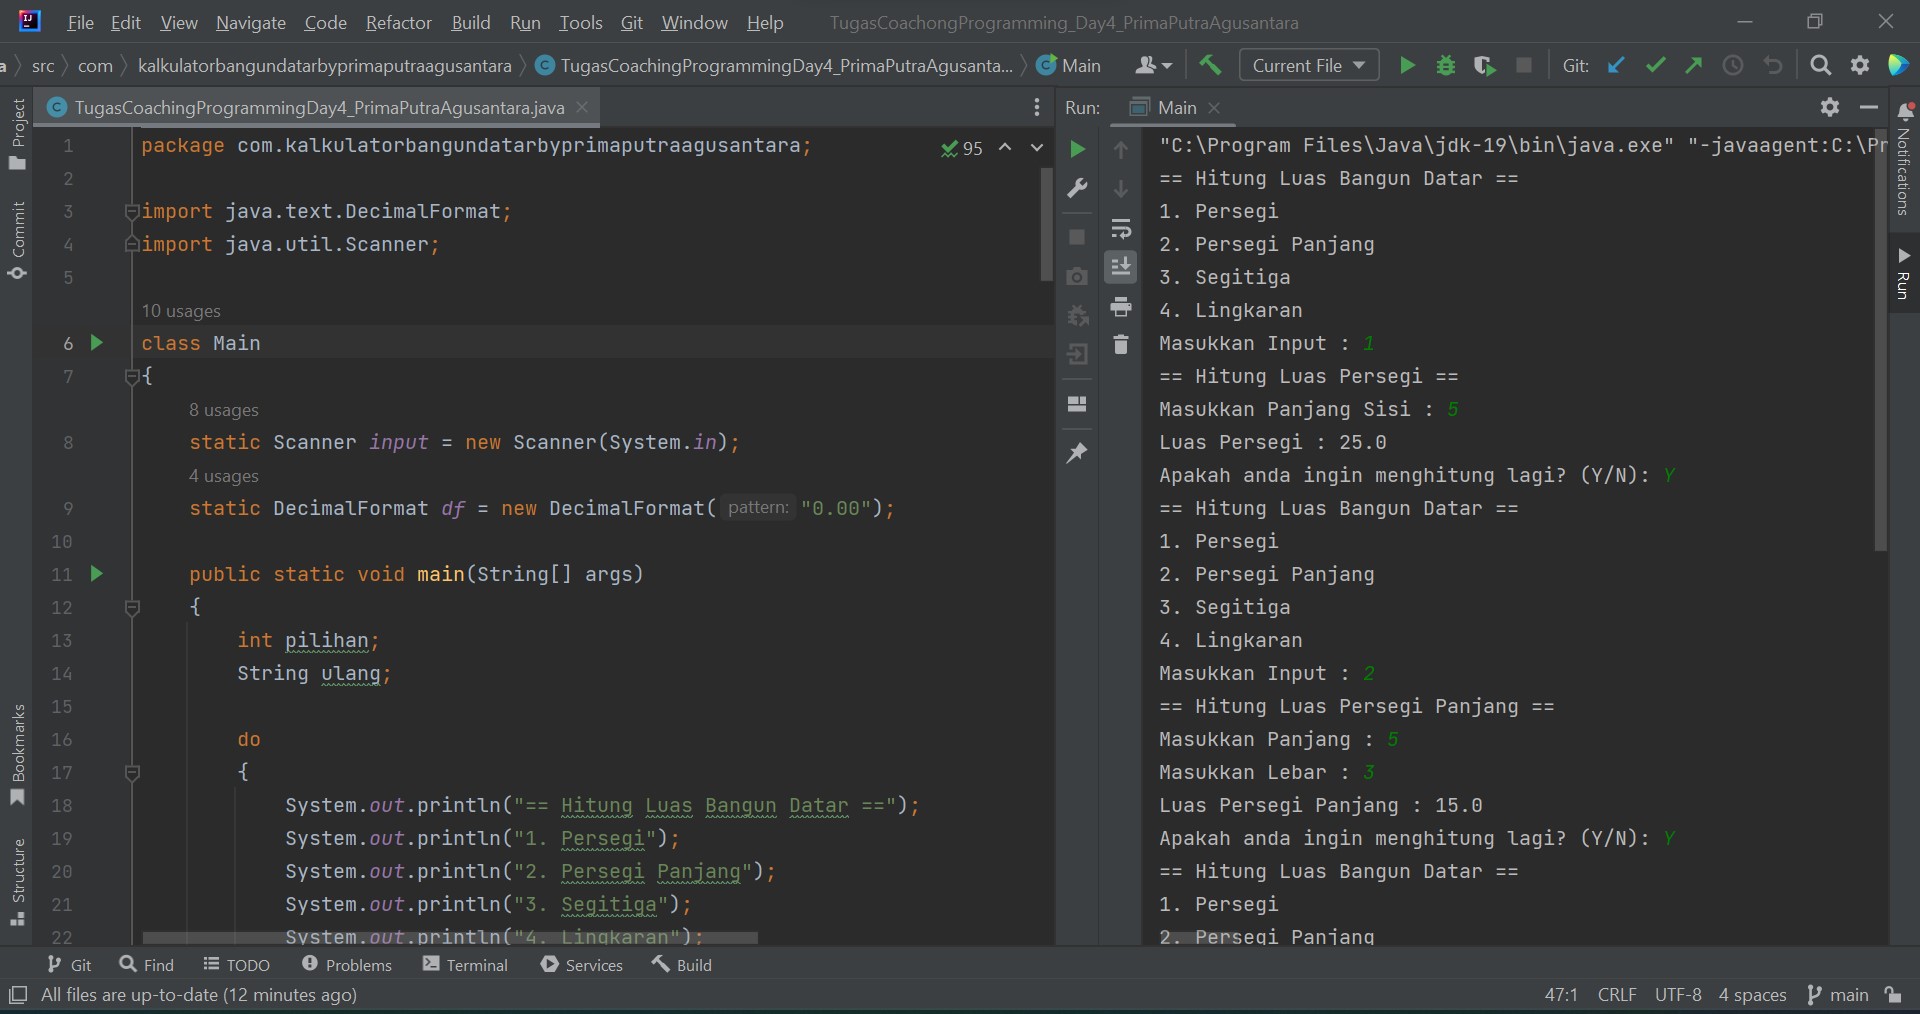 File Edit View Navigate Code Refactor Build Run Tools Git Window Help TugasCoachongProgramming_Day4_PrimaPutraAgusantara
a src com kalkulatorbangundatarbyprimaputraagusantara TugasCoachingProgrammingDay4_PrimaPutraAgusanta... Main Current File Git:
Project
Commit
Bookmarks
Structure
TugasCoachingProgrammingDay4_PrimaPutraAgusantara.java
95
1 package com.kalkulatorbangundatarbyprimaputraagusantara;
2
3 import java.text.DecimalFormat;
4 import java.util.Scanner;
5
10 usages
6 class Main
7 {
8 usages
8 static Scanner input = new Scanner(System.in);
4 usages
9 static DecimalFormat df = new DecimalFormat( pattern: "0.00");
10
11 public static void main(String[] args)
12 {
13 int pilihan;
14 String ulang;
15
16 do
17 {
18 System.out.println("== Hitung Luas Bangun Datar ==");
19 System.out.println("1. Persegi");
20 System.out.println("2. Persegi Panjang");
21 System.out.println("3. Segitiga");
22 System.out.println("4. Lingkaran");
Run: Main
"C:\Program Files\Java\jdk-19\bin\java.exe" "-javaagent:C:\Pr
== Hitung Luas Bangun Datar ==
1. Persegi
2. Persegi Panjang
3. Segitiga
4. Lingkaran
Masukkan Input : 1
== Hitung Luas Persegi ==
Masukkan Panjang Sisi : 5
Luas Persegi : 25.0
Apakah anda ingin menghitung lagi? (Y/N): Y
== Hitung Luas Bangun Datar ==
1. Persegi
2. Persegi Panjang
3. Segitiga
4. Lingkaran
Masukkan Input : 2
== Hitung Luas Persegi Panjang ==
Masukkan Panjang : 5
Masukkan Lebar : 3
Luas Persegi Panjang : 15.0
Apakah anda ingin menghitung lagi? (Y/N): Y
== Hitung Luas Bangun Datar ==
1. Persegi
2. Persegi Panjang
Notifications
Run
Git Find TODO Problems Terminal Services Build
All files are up-to-date (12 minutes ago) 47:1 CRLF UTF-8 4 spaces main